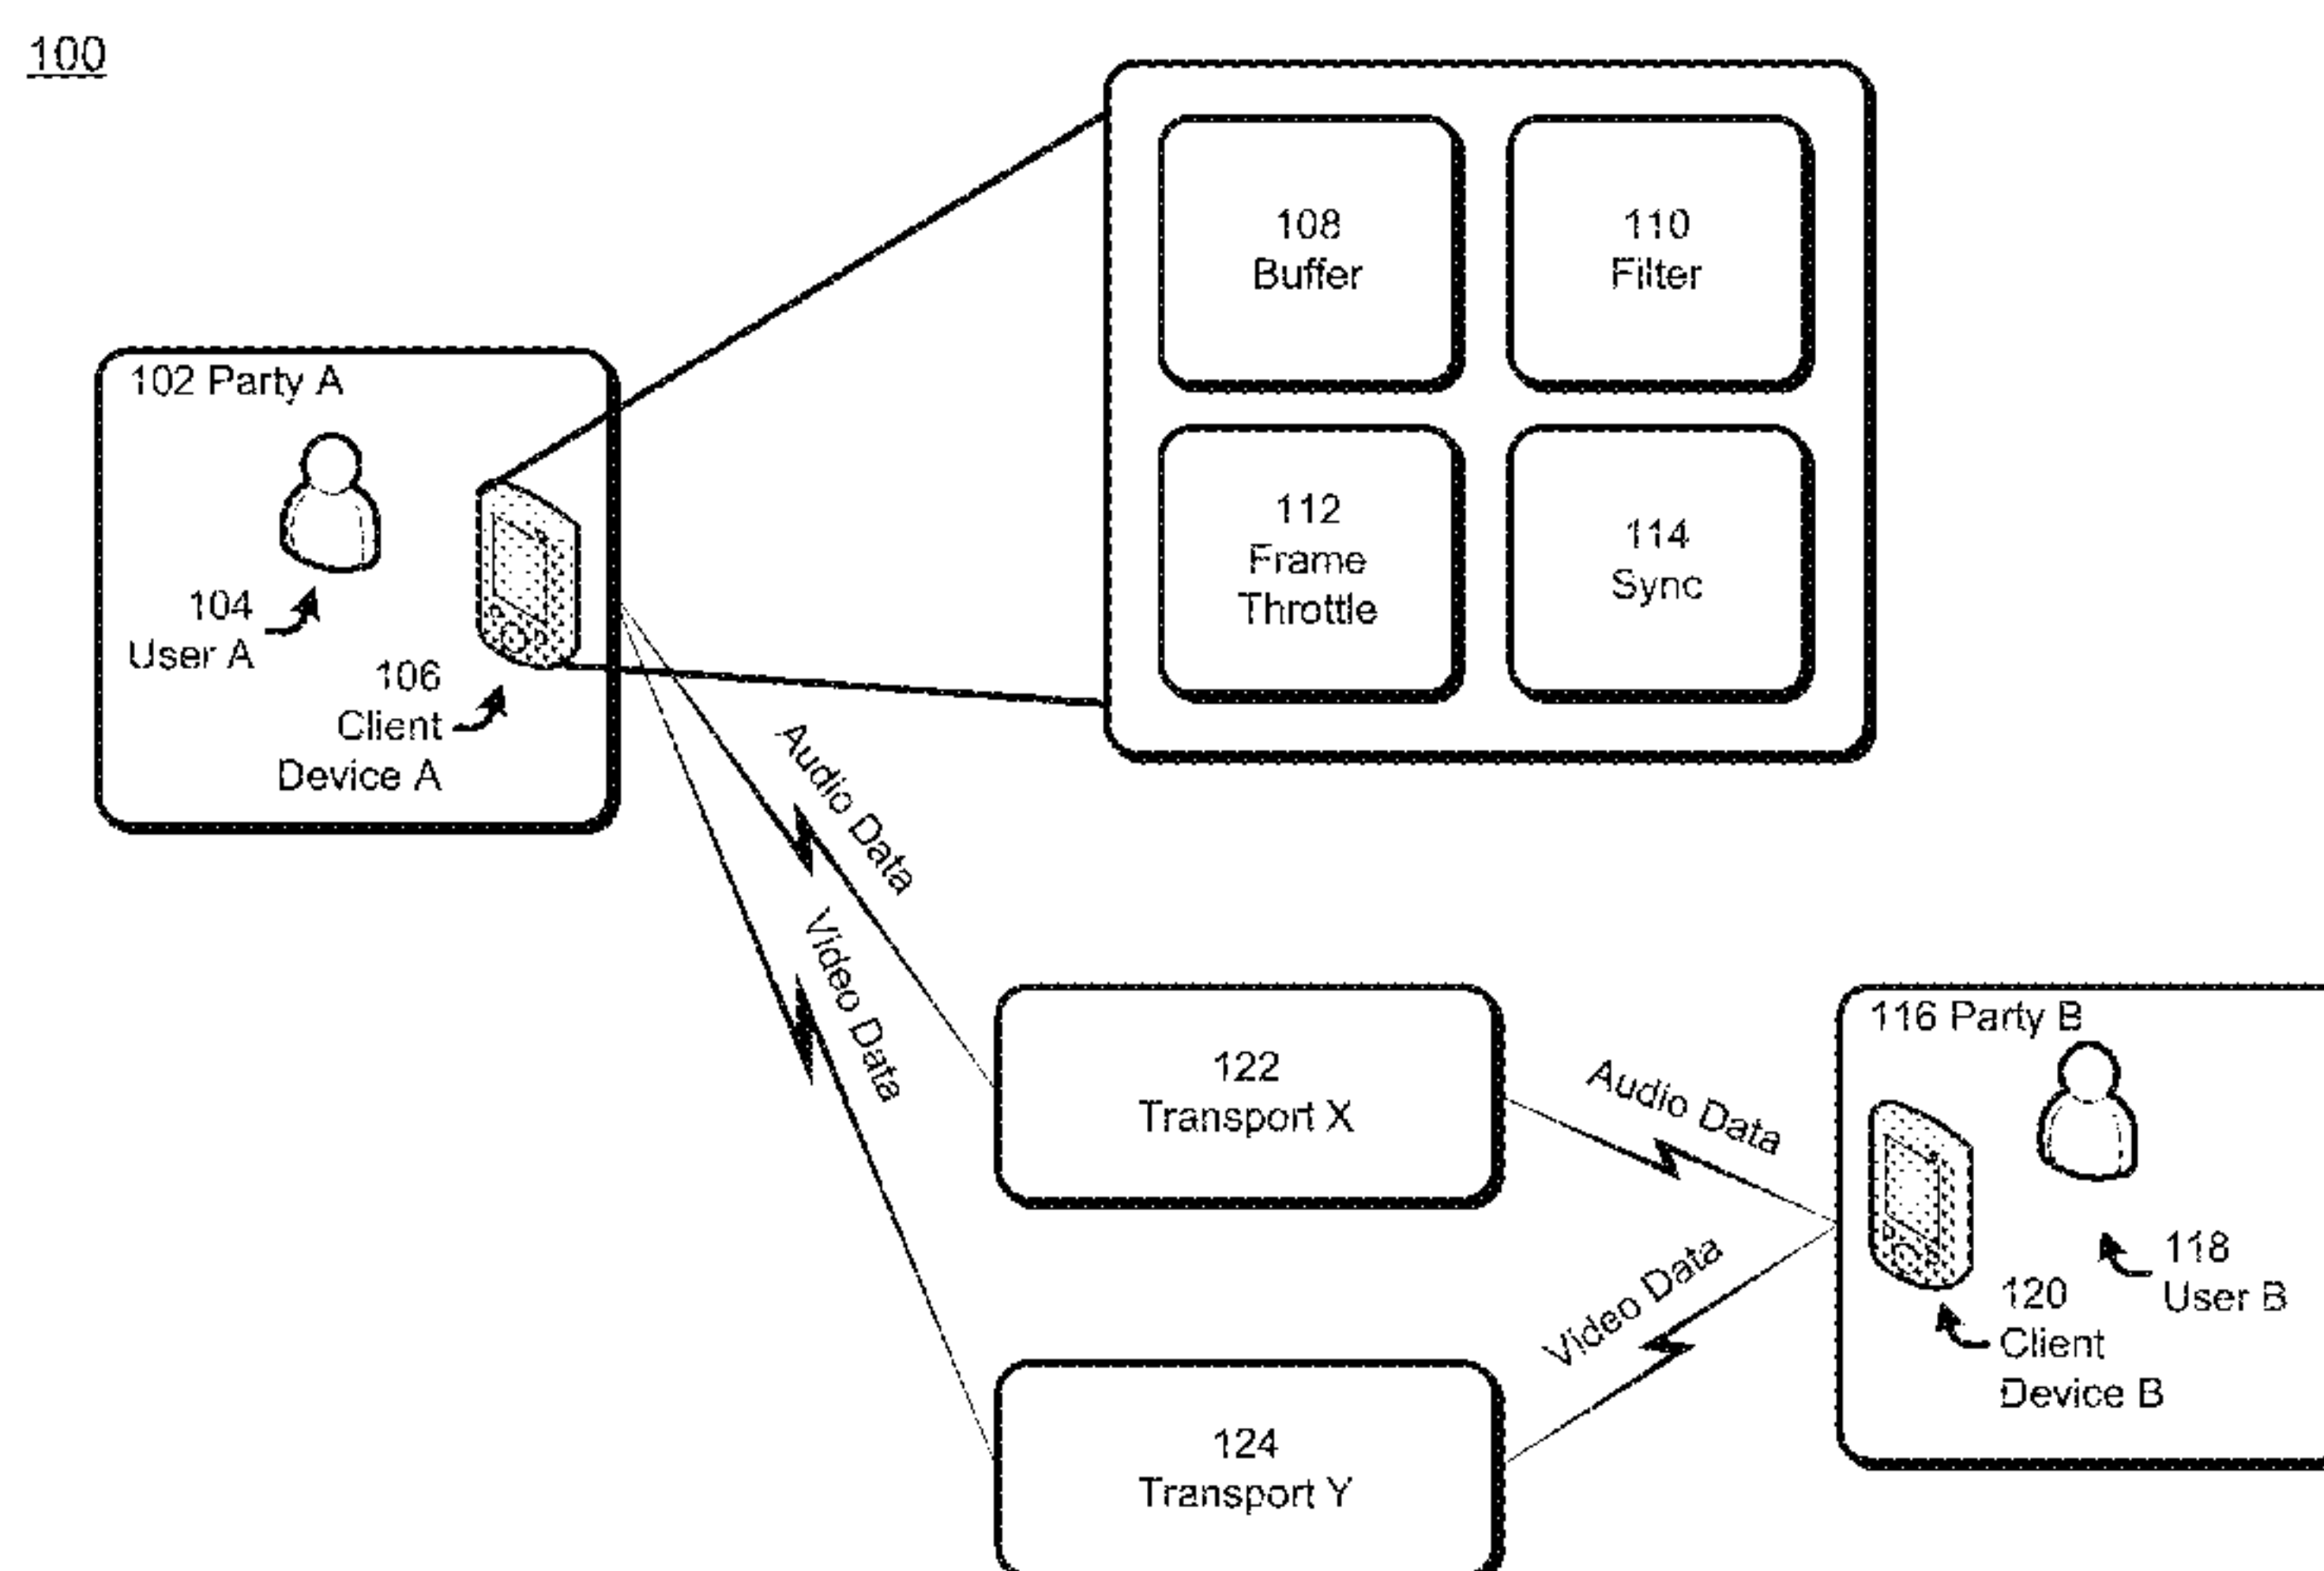 100
108
Buffer
110
Filter
102 Party A
112
Frame
Throttle
114
Sync
104
User A
106
Client
Device A
Audio Data
Video Data
122
Transport X
Audio Data
116 Party B
118
User B
120
Client
Device B
Video Data
124
Transport Y